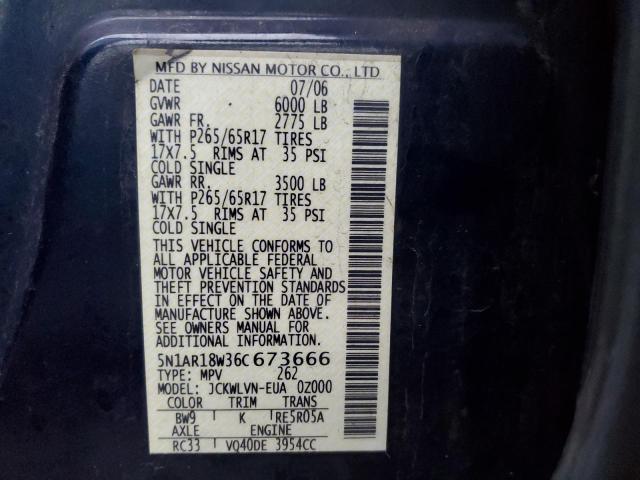 MFD BY NISSAN MOTOR CO., LTD
DATE 07/06
GVWR 6000 LB
GAWR FR. 2775 LB
WITH P265/65R17 TIRES
17X7.5 RIMS AT 35 PSI
COLD SINGLE
GAWR RR. 3500 LB
WITH P265/65R17 TIRES
17X7.5 RIMS AT 35 PSI
COLD SINGLE
THIS VEHICLE CONFORMS TO
ALL APPLICABLE FEDERAL
MOTOR VEHICLE SAFETY AND
THEFT PREVENTION STANDARDS
IN EFFECT ON THE DATE OF
MANUFACTURE SHOWN ABOVE.
SEE OWNERS MANUAL FOR
ADDITIONAL INFORMATION.
5N1AR18W36C673666
TYPE: MPV 262
MODEL: JCKWLVN-EUA 0Z000
COLOR TRIM TRANS
BW9 K RE5R05A
AXLE ENGINE
RC33 VQ40DE 3954CC